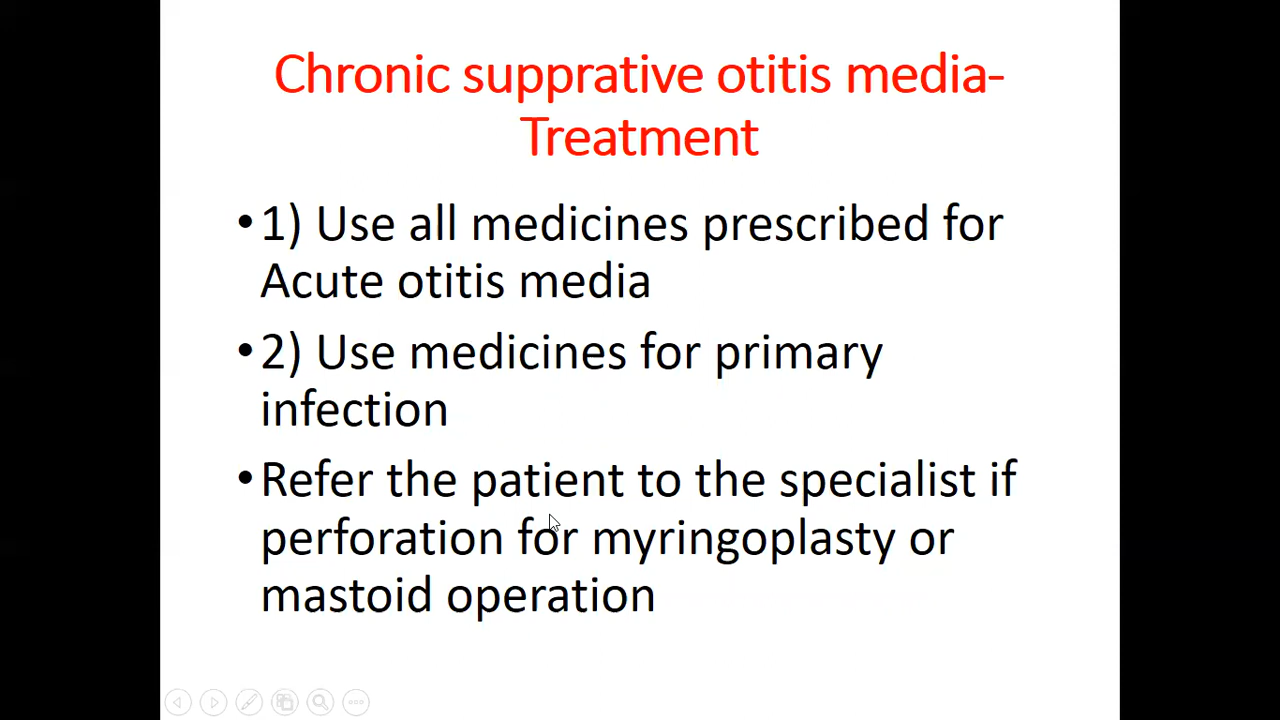 Chronic supprative otitis media-
Treatment
•1) Use all medicines prescribed for
Acute otitis media
•2) Use medicines for primary
infection
•Refer the patient to the specialist if
perforation for myringoplasty or
mastoid operation